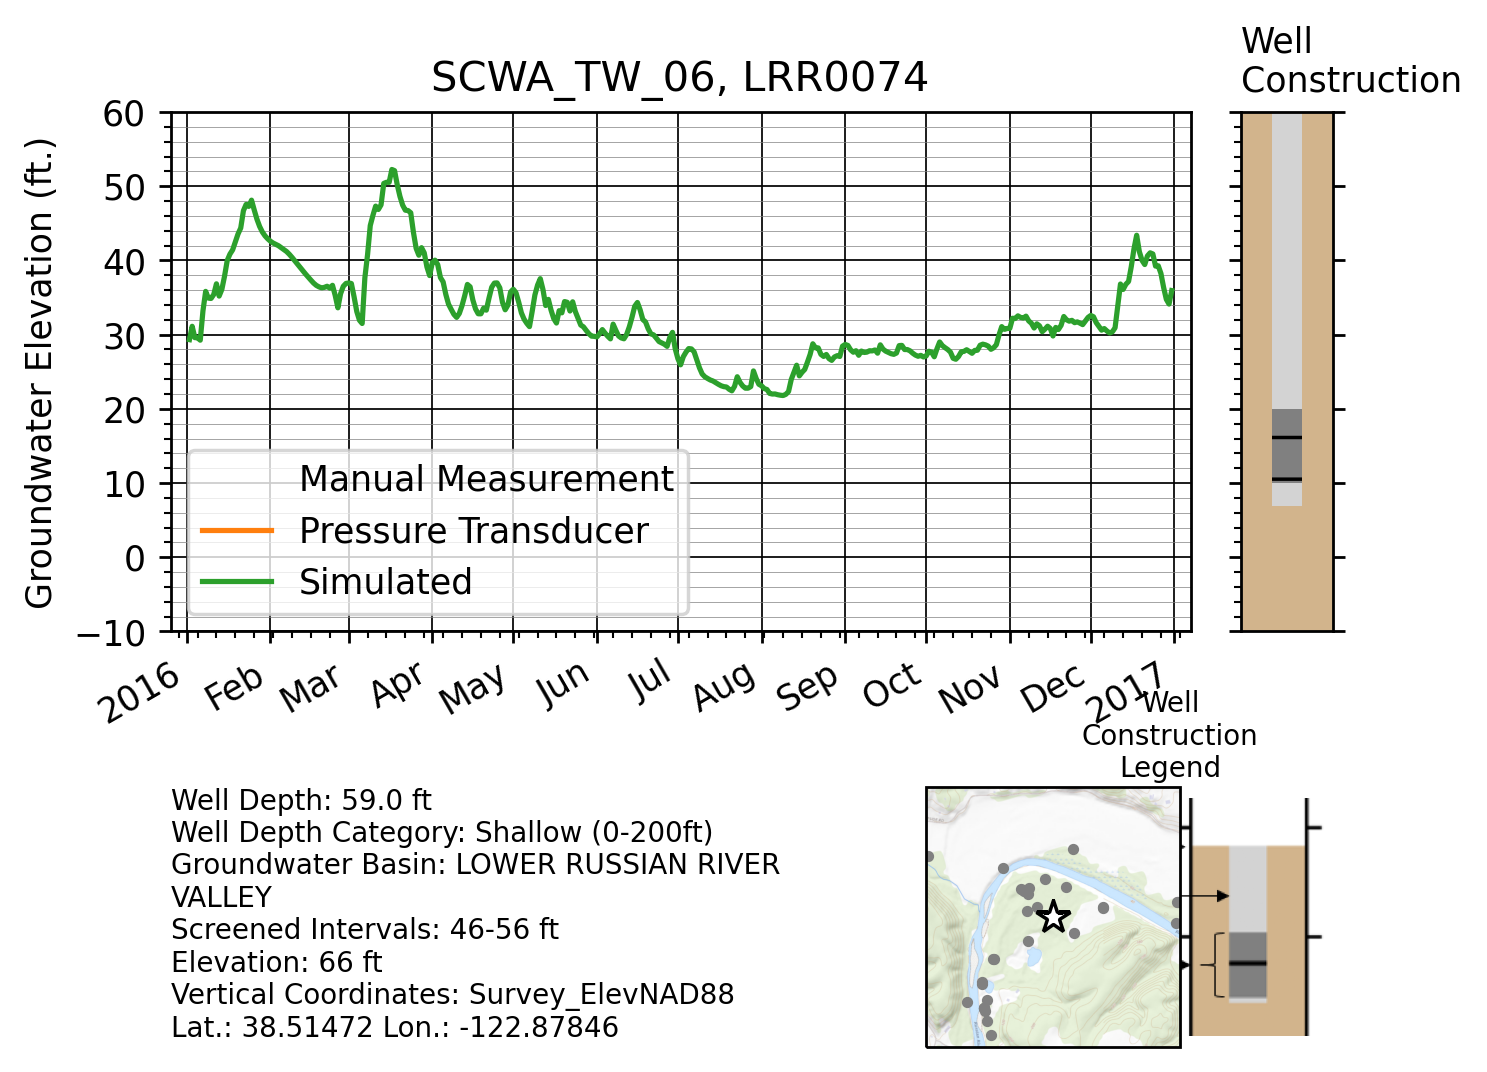 Well
Construction
SCWA_TW_06, LRR0074
Groundwater Elevation (ft.)
60
50
40
30
20
10
0
−10
Manual Measurement
Pressure Transducer
Simulated
2016 Feb Mar Apr May Jun Jul Aug Sep Oct Nov Dec 2017
Well
Construction
Legend
Well Depth: 59.0 ft
Well Depth Category: Shallow (0-200ft)
Groundwater Basin: LOWER RUSSIAN RIVER
VALLEY
Screened Intervals: 46-56 ft
Elevation: 66 ft
Vertical Coordinates: Survey_ElevNAD88
Lat.: 38.51472 Lon.: -122.87846